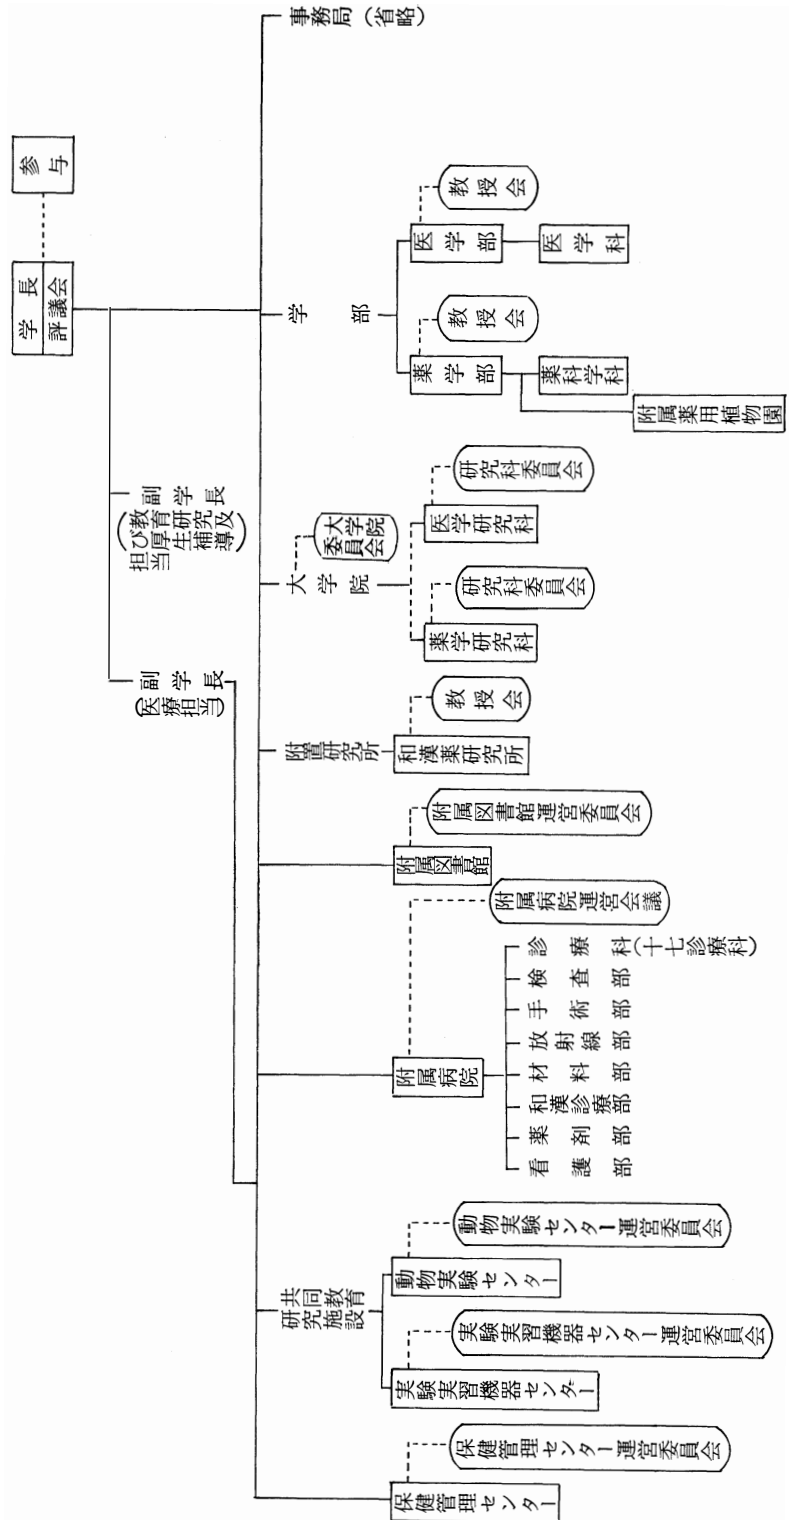 参与
学長
評議会
副学長
(教育研究及
び厚生補導
担当)
副学長
(医療担当)
事務局(省略)
学部
医学部
教授会
医学科
薬学部
教授会
薬科学科
附属薬用植物園
大学院
大学院
委員会
医学研究科
研究科委員会
薬学研究科
研究科委員会
附置研究所
和漢薬研究所
教授会
附属図書館
附属図書館運営委員会
附属病院
附属病院運営会議
診療科(十七診療科)
検査部
手術部
放射線部
材料部
和漢診療部
薬剤部
看護部
共同教育
研究施設
動物実験センター
動物実験センター運営委員会
実験実習機器センター
実験実習機器センター運営委員会
保健管理センター
保健管理センター運営委員会